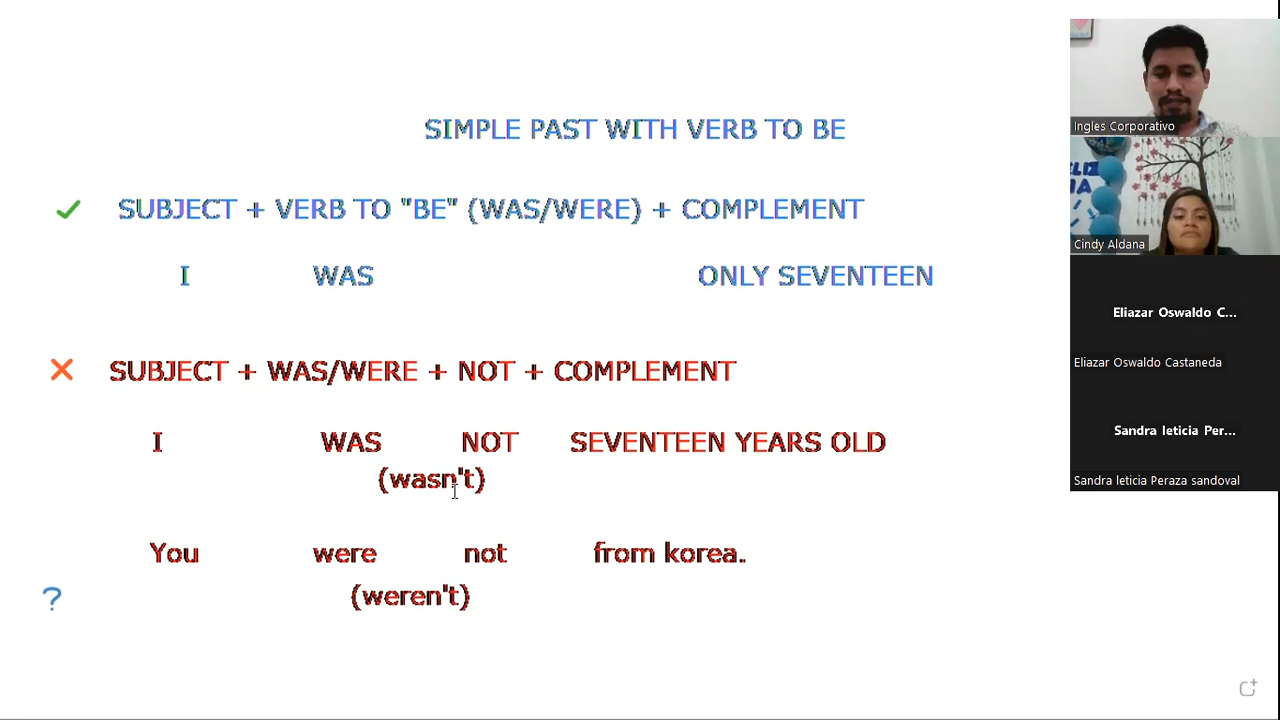 SIMPLE PAST WITH VERB TO BE
SUBJECT + VERB TO "BE" (WAS/WERE) + COMPLEMENT
I WAS ONLY SEVENTEEN
SUBJECT + WAS/WERE + NOT + COMPLEMENT
I WAS NOT SEVENTEEN YEARS OLD
(wasn't)
You were not from korea.
(weren't)
?
Ingles Corporativo
Cindy Aldana
Eliazar Oswaldo C...
Eliazar Oswaldo Castaneda
Sandra leticia Per...
Sandra leticia Peraza sandoval